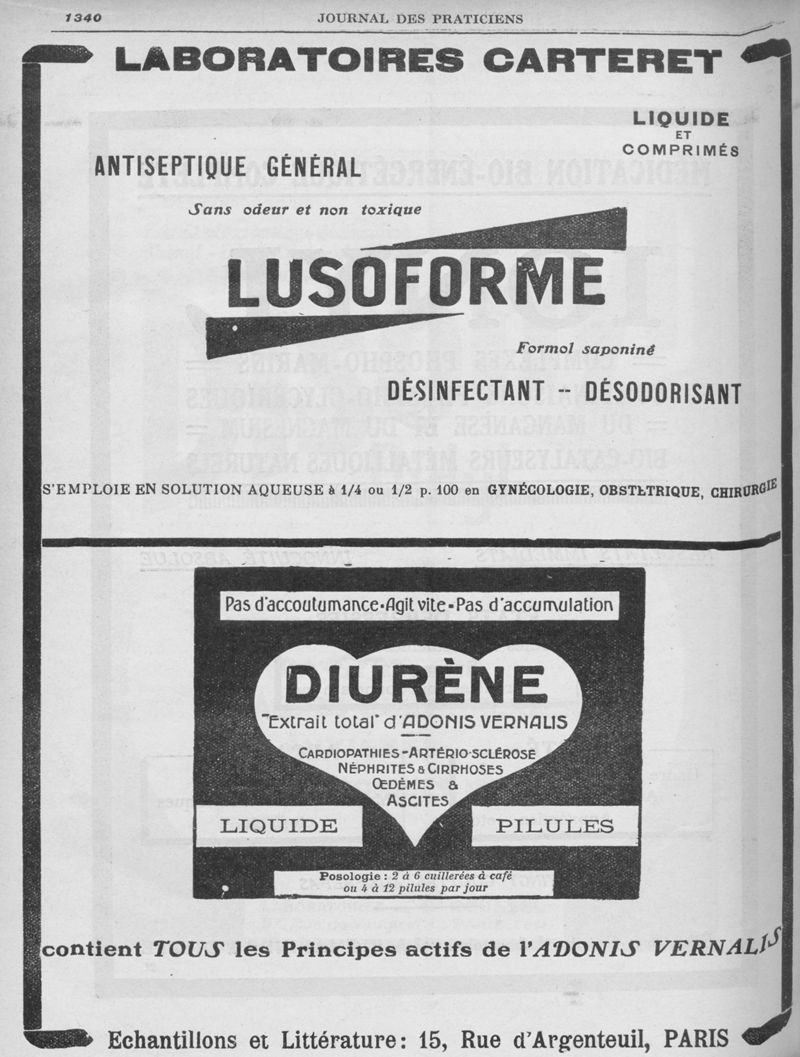 1340
JOURNAL DES PRATICIENS
LABORATOIRES CARTERET
LIQUIDE
ET
COMPRIMÉS
ANTISEPTIQUE GÉNÉRAL
Sans odeur et non toxique
LUSOFORME
Formol saponiné
DÉSINFECTANT -- DÉSODORISANT
S'EMPLOIE EN SOLUTION AQUEUSE à 1/4 ou 1/2 p. 100 en GYNÉCOLOGIE, OBSTÉTRIQUE, CHIRURGIE
Pas d'accoutumance-Agit vite-Pas d'accumulation
DIURÈNE
"Extrait total" d'ADONIS VERNALIS
CARDIOPATHIES-ARTÉRIO-SCLÉROSE
NÉPHRITES & CIRRHOSES
ŒDÈMES &
ASCITES
LIQUIDE
PILULES
Posologie : 2 à 6 cuillerées à café
ou 4 à 12 pilules par jour
contient TOUS les Principes actifs de l'ADONIS VERNALIS
Echantillons et Littérature: 15, Rue d'Argenteuil, PARIS